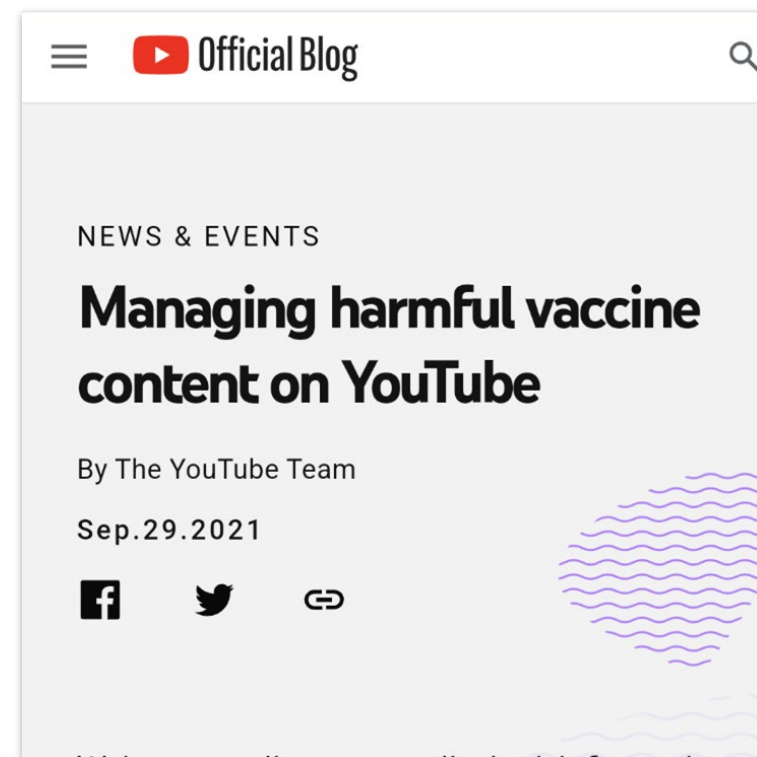 Official Blog
NEWS & EVENTS
Managing harmful vaccine
content on YouTube
By The YouTube Team
Sep.29.2021